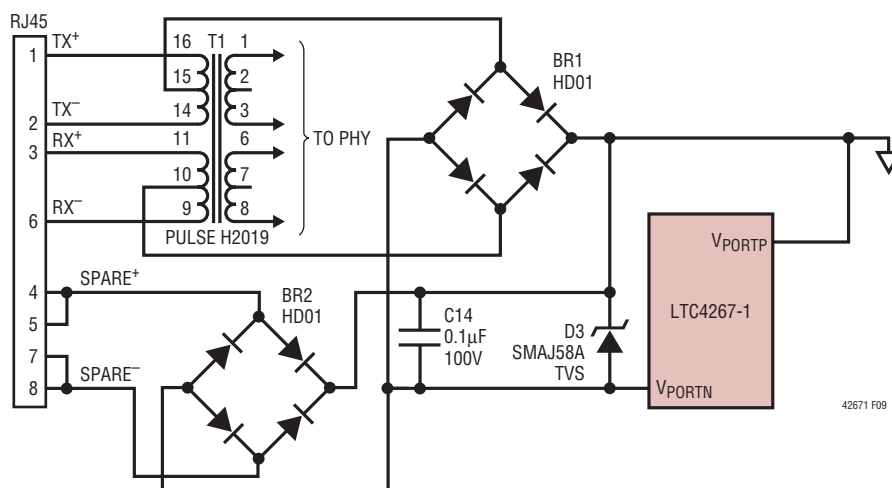 RJ45
1
TX+
2
TX−
3
RX+
6
RX−
4
SPARE+
5
7
8
SPARE−
16
T1
1
15
2
14
3
11
6
10
7
9
8
PULSE H2019
TO PHY
BR1
HD01
BR2
HD01
C14
0.1µF
100V
D3
SMAJ58A
TVS
VPORTP
LTC4267-1
VPORTN
42671 F09